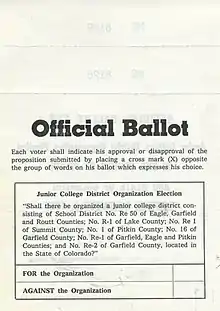 Official Ballot
Each voter shall indicate his approval or disapproval of the
proposition submitted by placing a cross mark (X) opposite
the group of words on his ballot which expresses his choice.
Junior College District Organization Election
"Shall there be organized a junior college district con-
sisting of School District No. Re 50 of Eagle, Garfield
and Routt Counties; No. R-1 of Lake County; No. Re 1
of Summit County; No. 1 of Pitkin County; No. 16 of
Garfield County; No. Re-1 of Garfield, Eagle and Pitkin
Counties; and No. Re-2 of Garfield County, located in
the State of Colorado?"
FOR the Organization
AGAINST the Organization